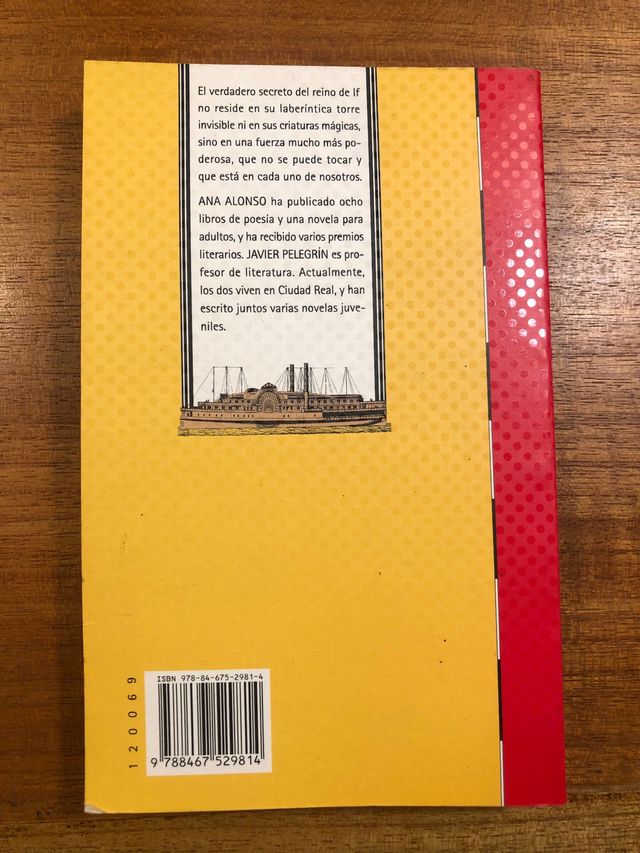 El verdadero secreto del reino de If
no reside en su laberíntica torre
invisible ni en sus criaturas mágicas,
sino en una fuerza mucho más po-
derosa, que no se puede tocar y
que está en cada uno de nosotros.
ANA ALONSO ha publicado ocho
libros de poesía y una novela para
adultos, y ha recibido varios premios
literarios. JAVIER PELEGRÍN es pro-
fesor de literatura. Actualmente,
los dos viven en Ciudad Real, y han
escrito juntos varias novelas juve-
niles.
120069
ISBN 978-84-675-2981-4
9 788467 529814